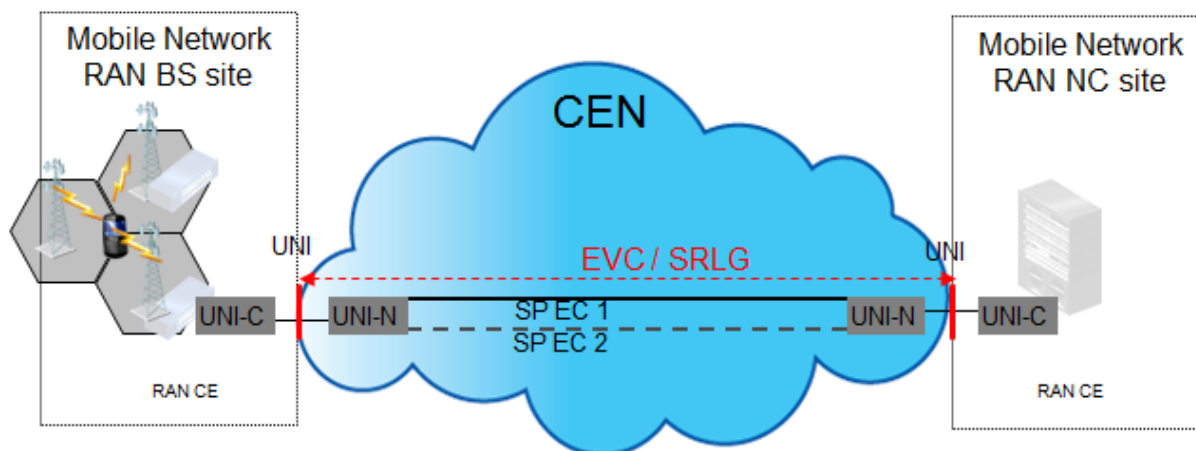 Mobile Network
RAN BS site
Mobile Network
RAN NC site
CEN
UNI
UNI
EVC / SRLG
UNI-C
UNI-N
SP EC 1
UNI-N
UNI-C
SP EC 2
RAN CE
RAN CE